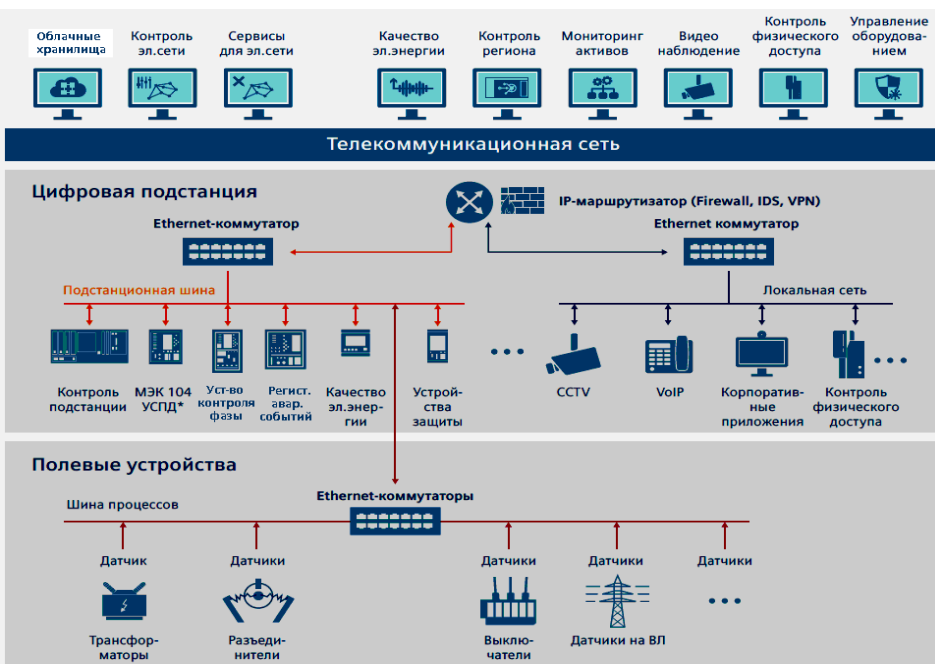 Облачные
хранилища
Контроль
эл.сети
Сервисы
для эл.сети
Качество
эл.энергии
Контроль
региона
Мониторинг
активов
Видео
наблюдение
Контроль
физического
доступа
Управление
оборудова-
нием
Телекоммуникационная сеть
Цифровая подстанция
IP-маршрутизатор (Firewall, IDS, VPN)
Ethernet-коммутатор
Ethernet коммутатор
Подстанционная шина
Локальная сеть
Контроль
подстанции
МЭК 104
УСПД*
Уст-во
контроля
фазы
Регист.
авар.
событий
Качество
эл.энер-
гии
Устрой-
ства
защиты
CCTV
VoIP
Корпоратив-
ные
приложения
Контроль
физического
доступа
Полевые устройства
Ethernet-коммутаторы
Шина процессов
Датчик
Датчики
Датчики
Датчики
Датчики
Трансфор-
маторы
Разъеди-
нители
Выклю-
чатели
Датчики на ВЛ